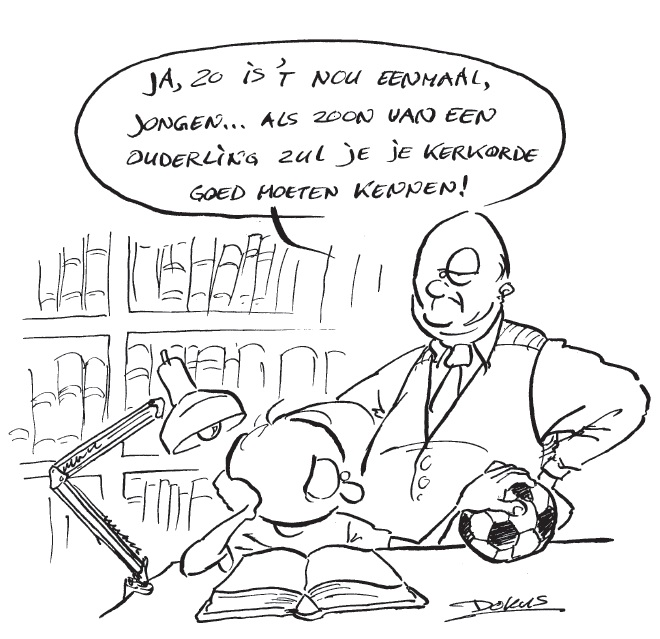 JA, ZO IS 'T NOU EENMAAL,
JONGEN... ALS ZOON VAN EEN
OUDERLING ZUL JE JE KERKORDE
GOED MOETEN KENNEN!
DOKUS